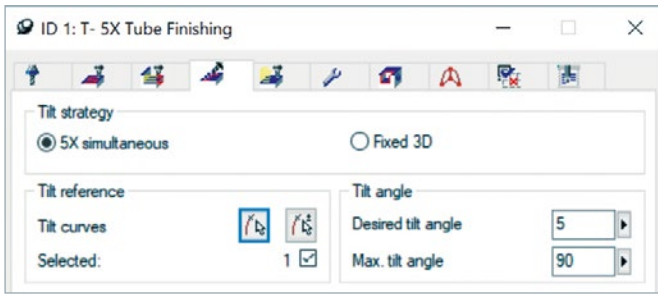 ID 1: T- 5X Tube Finishing
Tilt strategy
5X simultaneous
Fixed 3D
Tilt reference
Tilt curves
Selected: 1
Tilt angle
Desired tilt angle 5
Max. tilt angle 90